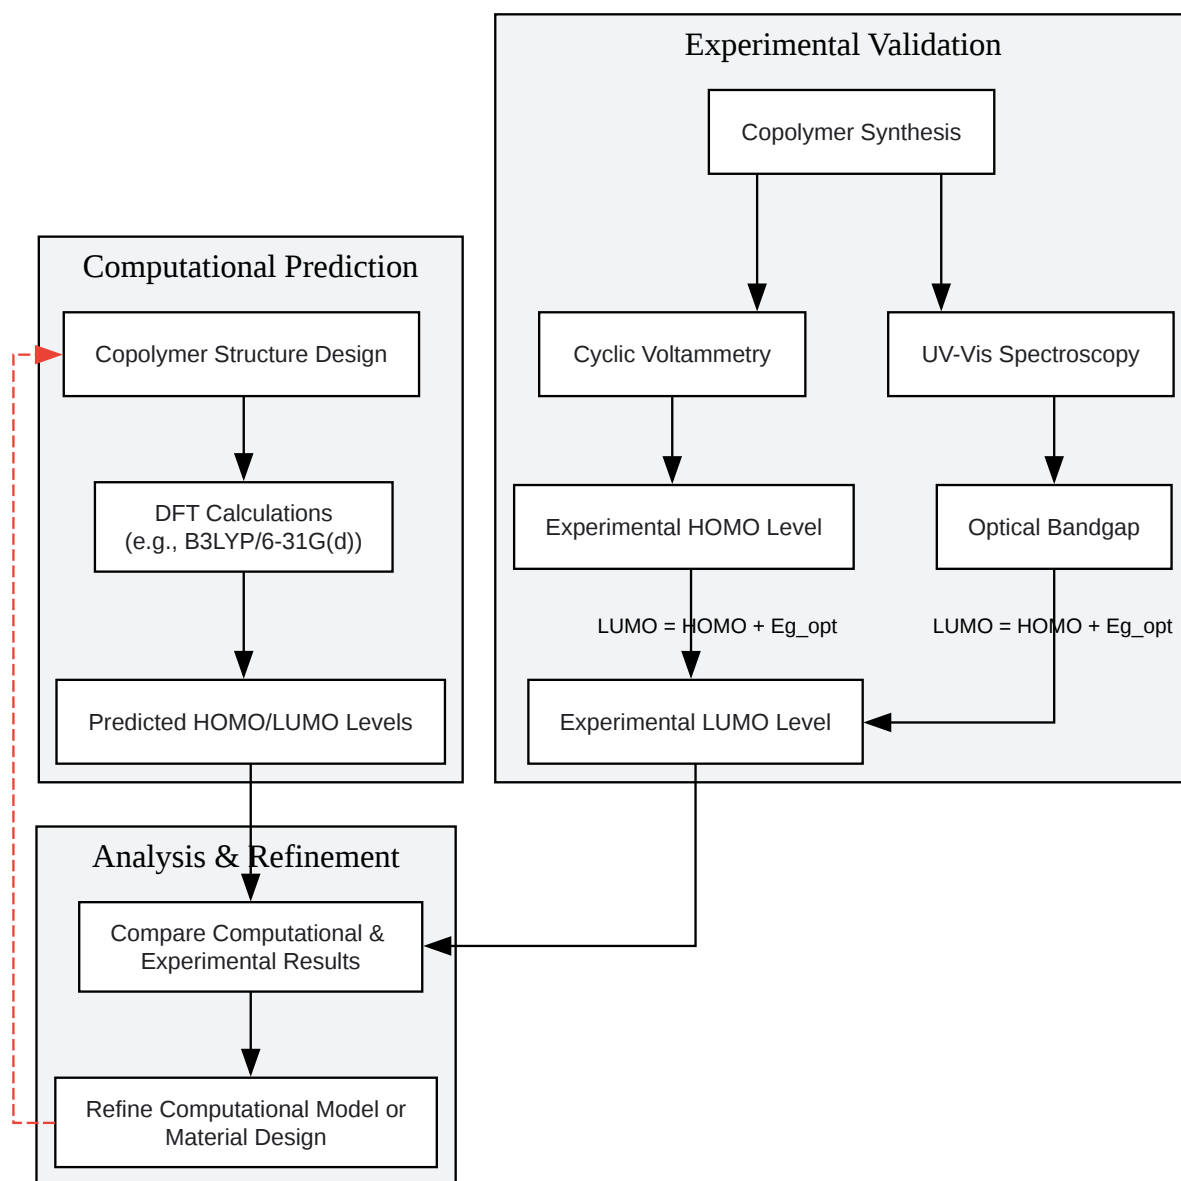 Experimental Validation
Copolymer Synthesis
Computational Prediction
Copolymer Structure Design
Cyclic Voltammetry
UV-Vis Spectroscopy
DFT Calculations
(e.g., B3LYP/6-31G(d))
Experimental HOMO Level
Optical Bandgap
LUMO = HOMO + Eg_opt
LUMO = HOMO + Eg_opt
Predicted HOMO/LUMO Levels
Experimental LUMO Level
Analysis & Refinement
Compare Computational &
Experimental Results
Refine Computational Model or
Material Design